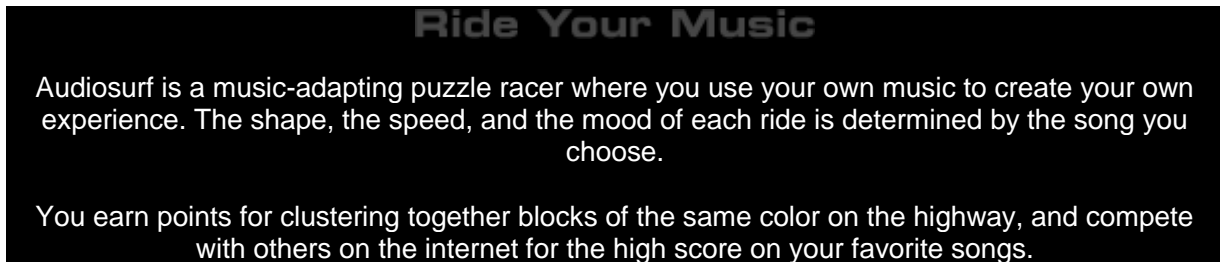 Ride Your Music
Audiosurf is a music-adapting puzzle racer where you use your own music to create your own
experience. The shape, the speed, and the mood of each ride is determined by the song you
choose.
You earn points for clustering together blocks of the same color on the highway, and compete
with others on the internet for the high score on your favorite songs.